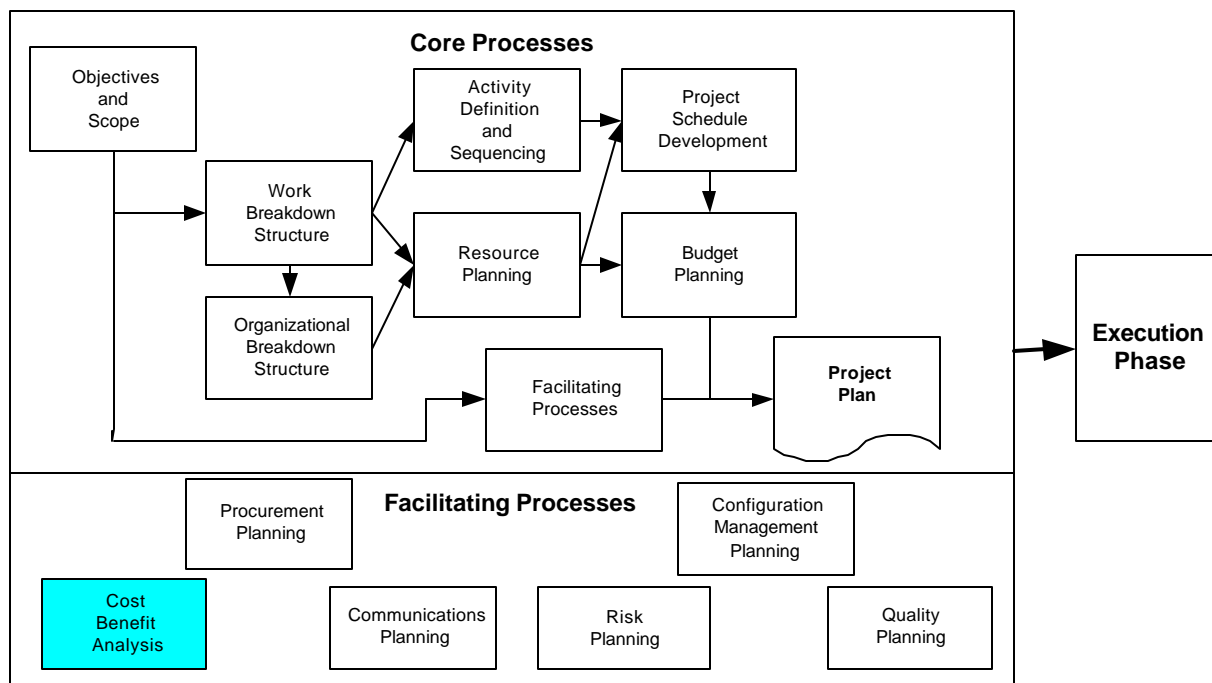 Core Processes
Objectives
and
Scope
Activity
Definition
and
Sequencing
Project
Schedule
Development
Work
Breakdown
Structure
Resource
Planning
Budget
Planning
Organizational
Breakdown
Structure
Facilitating
Processes
Project
Plan
Execution
Phase
Facilitating Processes
Procurement
Planning
Configuration
Management
Planning
Cost
Benefit
Analysis
Communications
Planning
Risk
Planning
Quality
Planning